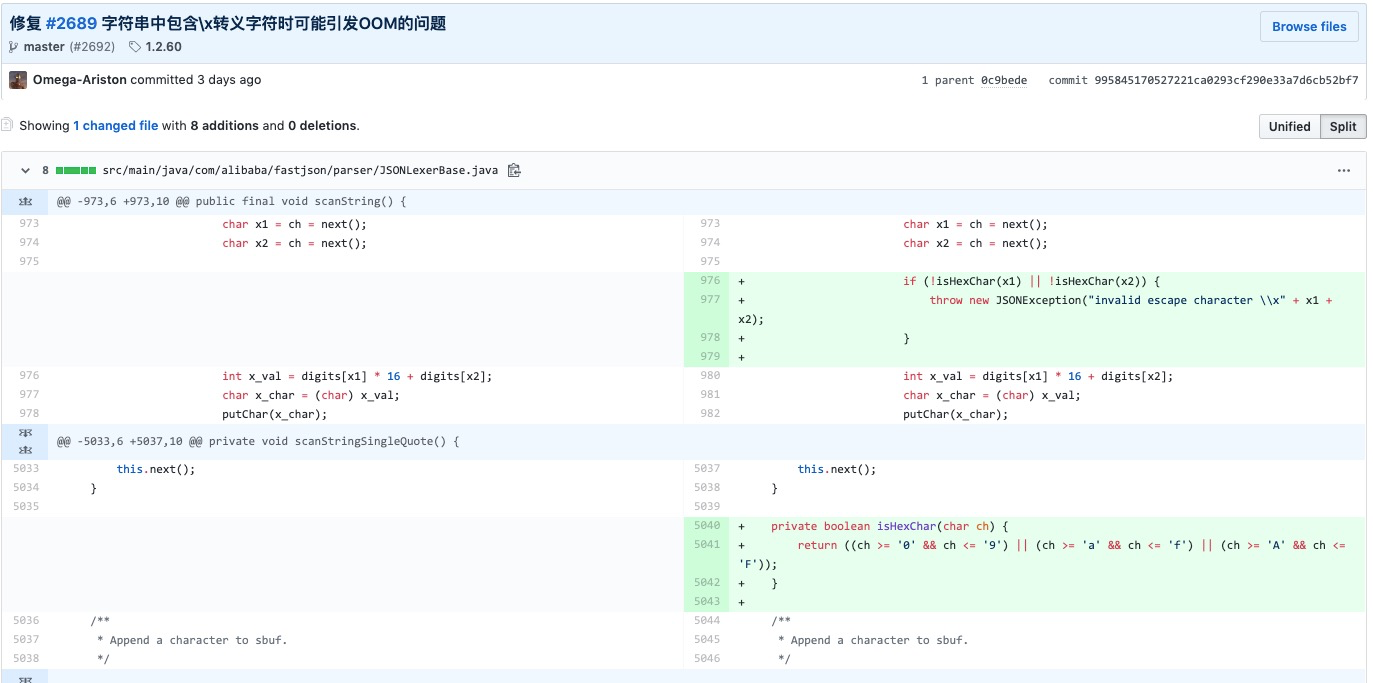 修复 #2689 字符串中包含\x转义字符时可能引发OOM的问题
Browse files
master (#2692) 1.2.60
Omega-Ariston committed 3 days ago
1 parent 0c9bede commit 995845170527221ca0293cf290e33a7d6cb52bf7
Showing 1 changed file with 8 additions and 0 deletions.
Unified Split
8 src/main/java/com/alibaba/fastjson/parser/JSONLexerBase.java
@@ -973,6 +973,10 @@ public final void scanString() {
973 char x1 = ch = next(); 973 char x1 = ch = next();
974 char x2 = ch = next(); 974 char x2 = ch = next();
975 975
976 + if (!isHexChar(x1) || !isHexChar(x2)) {
977 + throw new JSONException("invalid escape character \\x" + x1 +
x2);
978 + }
979 +
976 int x_val = digits[x1] * 16 + digits[x2]; 980 int x_val = digits[x1] * 16 + digits[x2];
977 char x_char = (char) x_val; 981 char x_char = (char) x_val;
978 putChar(x_char); 982 putChar(x_char);
@@ -5033,6 +5037,10 @@ private void scanStringSingleQuote() {
5033 this.next(); 5037 this.next();
5034 } 5038 }
5035 5039
5040 + private boolean isHexChar(char ch) {
5041 + return ((ch >= '0' && ch <= '9') || (ch >= 'a' && ch <= 'f') || (ch >= 'A' && ch <=
'F'));
5042 + }
5043 +
5036 /** 5044 /**
5037 * Append a character to sbuf. 5045 * Append a character to sbuf.
5038 */ 5046 */